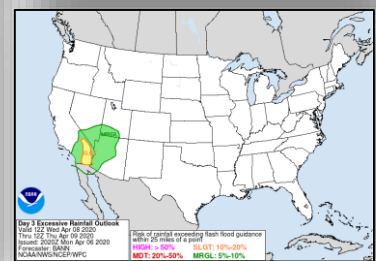 NOAA
Day 3 Excessive Rainfall Outlook
Valid 12Z Wed Apr 08 2020
Thru 12Z Thu Apr 09 2020
Issued: 2020Z Mon Apr 06 2020
Forecaster: BANN
NOAA/NWS/NCEP/WPC
Risk of rainfall exceeding flash flood guidance
within 25 miles of a point
HIGH: > 50% SLGT: 10%-20%
MDT: 20%-50% MRGL: 5%-10%